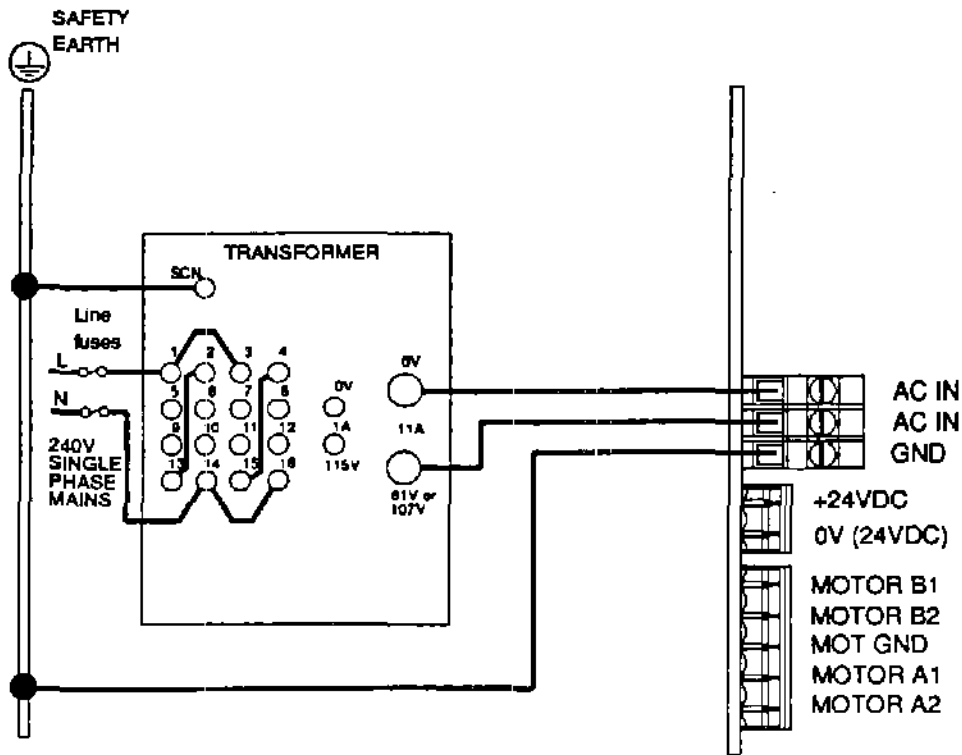 SAFETY
EARTH
TRANSFORMER
SCN
Line
fuses
L
N
240V
SINGLE
PHASE
MAINS
1 2 3 4
5 6 7 8
9 10 11 12
13 14 15 16
0V
1A
115V
0V
11A
61V or
107V
AC IN
AC IN
GND
+24VDC
0V (24VDC)
MOTOR B1
MOTOR B2
MOT GND
MOTOR A1
MOTOR A2